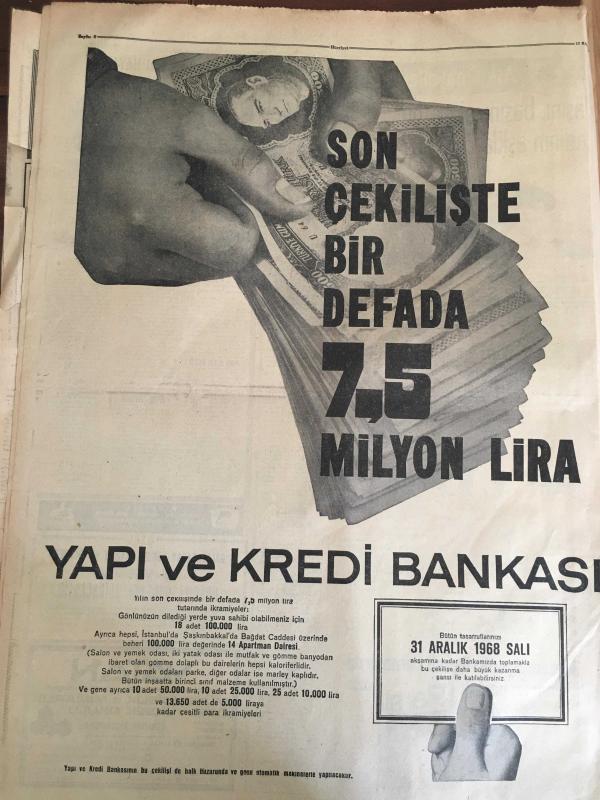 Sayfa: 8
Hürriyet
SON
ÇEKİLİŞTE
BİR
DEFADA
7,5
MİLYON LİRA
YAPI ve KREDİ BANKASI
Yılın son çekilişinde bir defada 7,5 milyon lira
tutarında ikramiyeler:
Gönlünüzün dilediği yerde yuva sahibi olabilmeniz için
18 adet 100.000 lira
Ayrıca hepsi, İstanbul'da Şaşkınbakkal'da Bağdat Caddesi üzerinde
beheri 100.000 lira değerinde 14 Apartman Dairesi.
(Salon ve yemek odası, iki yatak odası ile mutfak ve gömme banyodan
ibaret olan gömme dolaplı bu dairelerin hepsi kaloriferlidir.
Salon ve yemek odaları parke, diğer odalar ise marley kaplıdır.
Bütün inşaatta birinci sınıf malzeme kullanılmıştır.)
Ve gene ayrıca 10 adet 50.000 lira, 10 adet 25.000 lira, 25 adet 10.000 lira
ve 13.650 adet de 5.000 liraya
kadar çeşitli para ikramiyeleri
Bütün tasarruflarınızı
31 ARALIK 1968 SALI
akşamına kadar Bankamızda toplamakla
bu çekilişe daha büyük kazanma
şansı ile katılabilirsiniz.
Yapı ve Kredi Bankasının bu çekilişi de halk huzurunda ve gene otomatik makinelerle yapılacaktır.